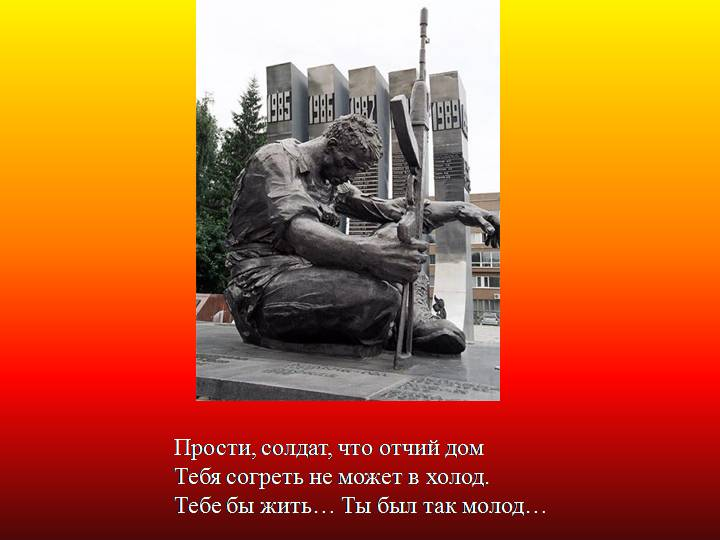 1985
1986
1987
1989
Прости, солдат, что отчий дом
Тебя согреть не может в холод.
Тебе бы жить… Ты был так молод…